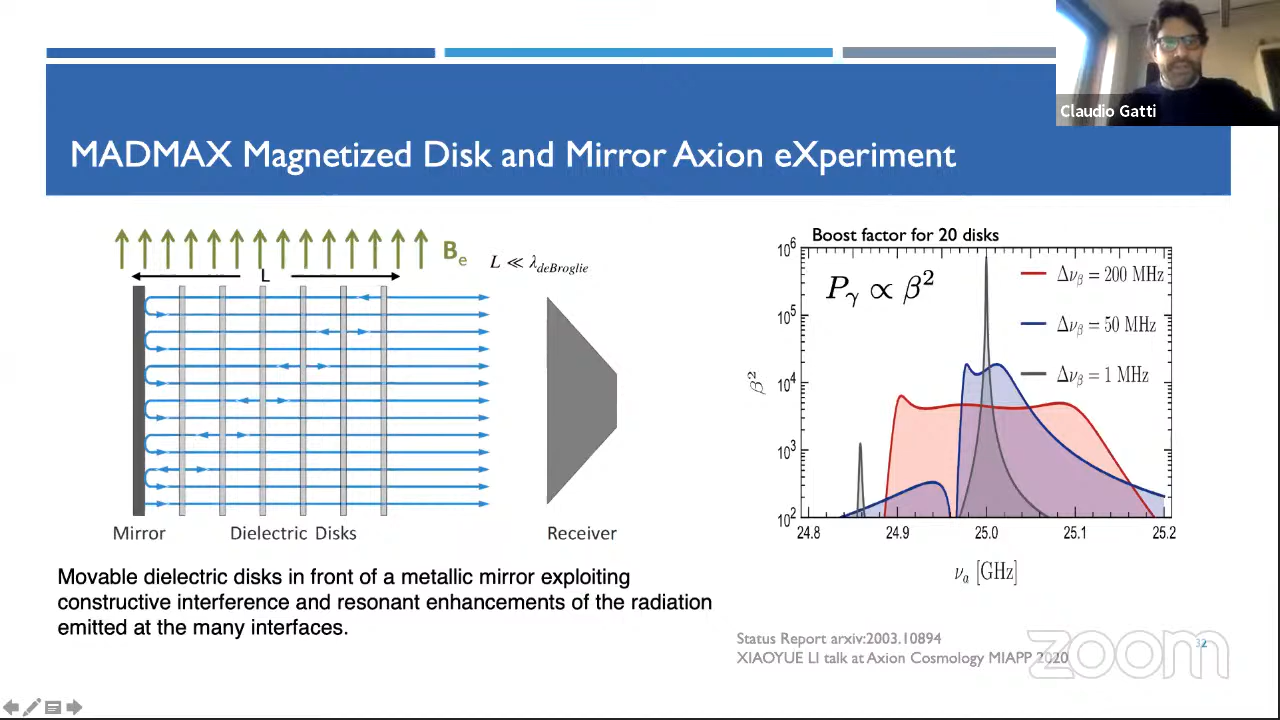 Claudio Gatti
MADMAX Magnetized Disk and Mirror Axion eXperiment
Bₑ
L ≪ λdeBroglie
L
Mirror
Dielectric Disks
Receiver
Movable dielectric disks in front of a metallic mirror exploiting
constructive interference and resonant enhancements of the radiation
emitted at the many interfaces.
Boost factor for 20 disks
Pγ ∝ β²
Δνβ = 200 MHz
Δνβ = 50 MHz
Δνβ = 1 MHz
β²
10⁶
10⁵
10⁴
10³
10²
24.8 24.9 25.0 25.1 25.2
νₐ [GHz]
Status Report arxiv:2003.10894
XIAOYUE LI talk at Axion Cosmology MIAPP 2020
32
zoom